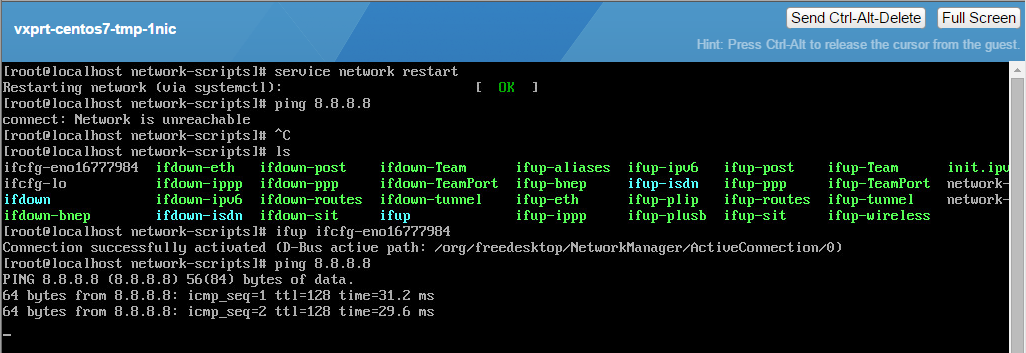 vxprt-centos7-tmp-1nic
Send Ctrl-Alt-Delete Full Screen
Hint: Press Ctrl-Alt to release the cursor from the guest.
[root@localhost network-scripts]# service network restart
Restarting network (via systemctl): [ OK ]
[root@localhost network-scripts]# ping 8.8.8.8
connect: Network is unreachable
[root@localhost network-scripts]# ^C
[root@localhost network-scripts]# ls
ifcfg-eno16777984 ifdown-eth ifdown-post ifdown-Team ifup-aliases ifup-ipv6 ifup-post ifup-Team init.ipv
ifcfg-lo ifdown-ippp ifdown-ppp ifdown-TeamPort ifup-bnep ifup-isdn ifup-ppp ifup-TeamPort network-
ifdown ifdown-ipv6 ifdown-routes ifdown-tunnel ifup-eth ifup-plip ifup-routes ifup-tunnel network-
ifdown-bnep ifdown-isdn ifdown-sit ifup ifup-ippp ifup-plusb ifup-sit ifup-wireless
[root@localhost network-scripts]# ifup ifcfg-eno16777984
Connection successfully activated (D-Bus active path: /org/freedesktop/NetworkManager/ActiveConnection/0)
[root@localhost network-scripts]# ping 8.8.8.8
PING 8.8.8.8 (8.8.8.8) 56(84) bytes of data.
64 bytes from 8.8.8.8: icmp_seq=1 ttl=128 time=31.2 ms
64 bytes from 8.8.8.8: icmp_seq=2 ttl=128 time=29.6 ms